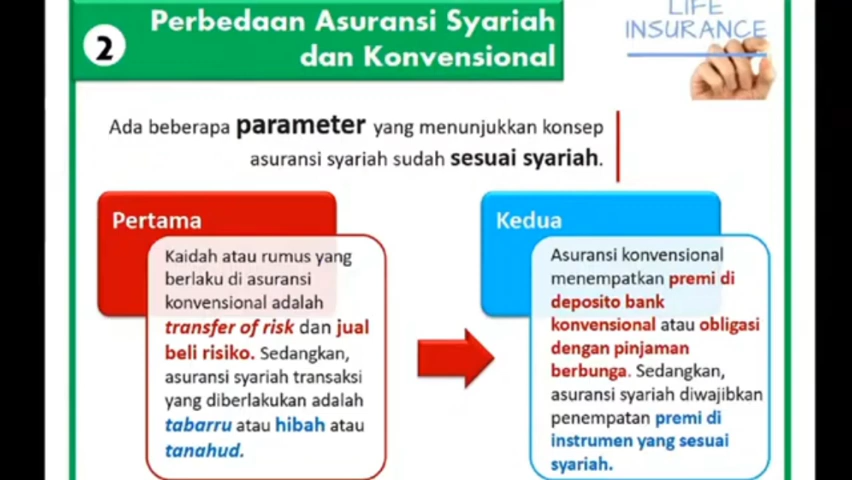 2
Perbedaan Asuransi Syariah
dan Konvensional
LIFE
INSURANCE
Ada beberapa parameter yang menunjukkan konsep
asuransi syariah sudah sesuai syariah.
Pertama
Kaidah atau rumus yang
berlaku di asuransi
konvensional adalah
transfer of risk dan jual
beli risiko. Sedangkan,
asuransi syariah transaksi
yang diberlakukan adalah
tabarru atau hibah atau
tanahud.
Kedua
Asuransi konvensional
menempatkan premi di
deposito bank
konvensional atau obligasi
dengan pinjaman
berbunga. Sedangkan,
asuransi syariah diwajibkan
penempatan premi di
instrumen yang sesuai
syariah.